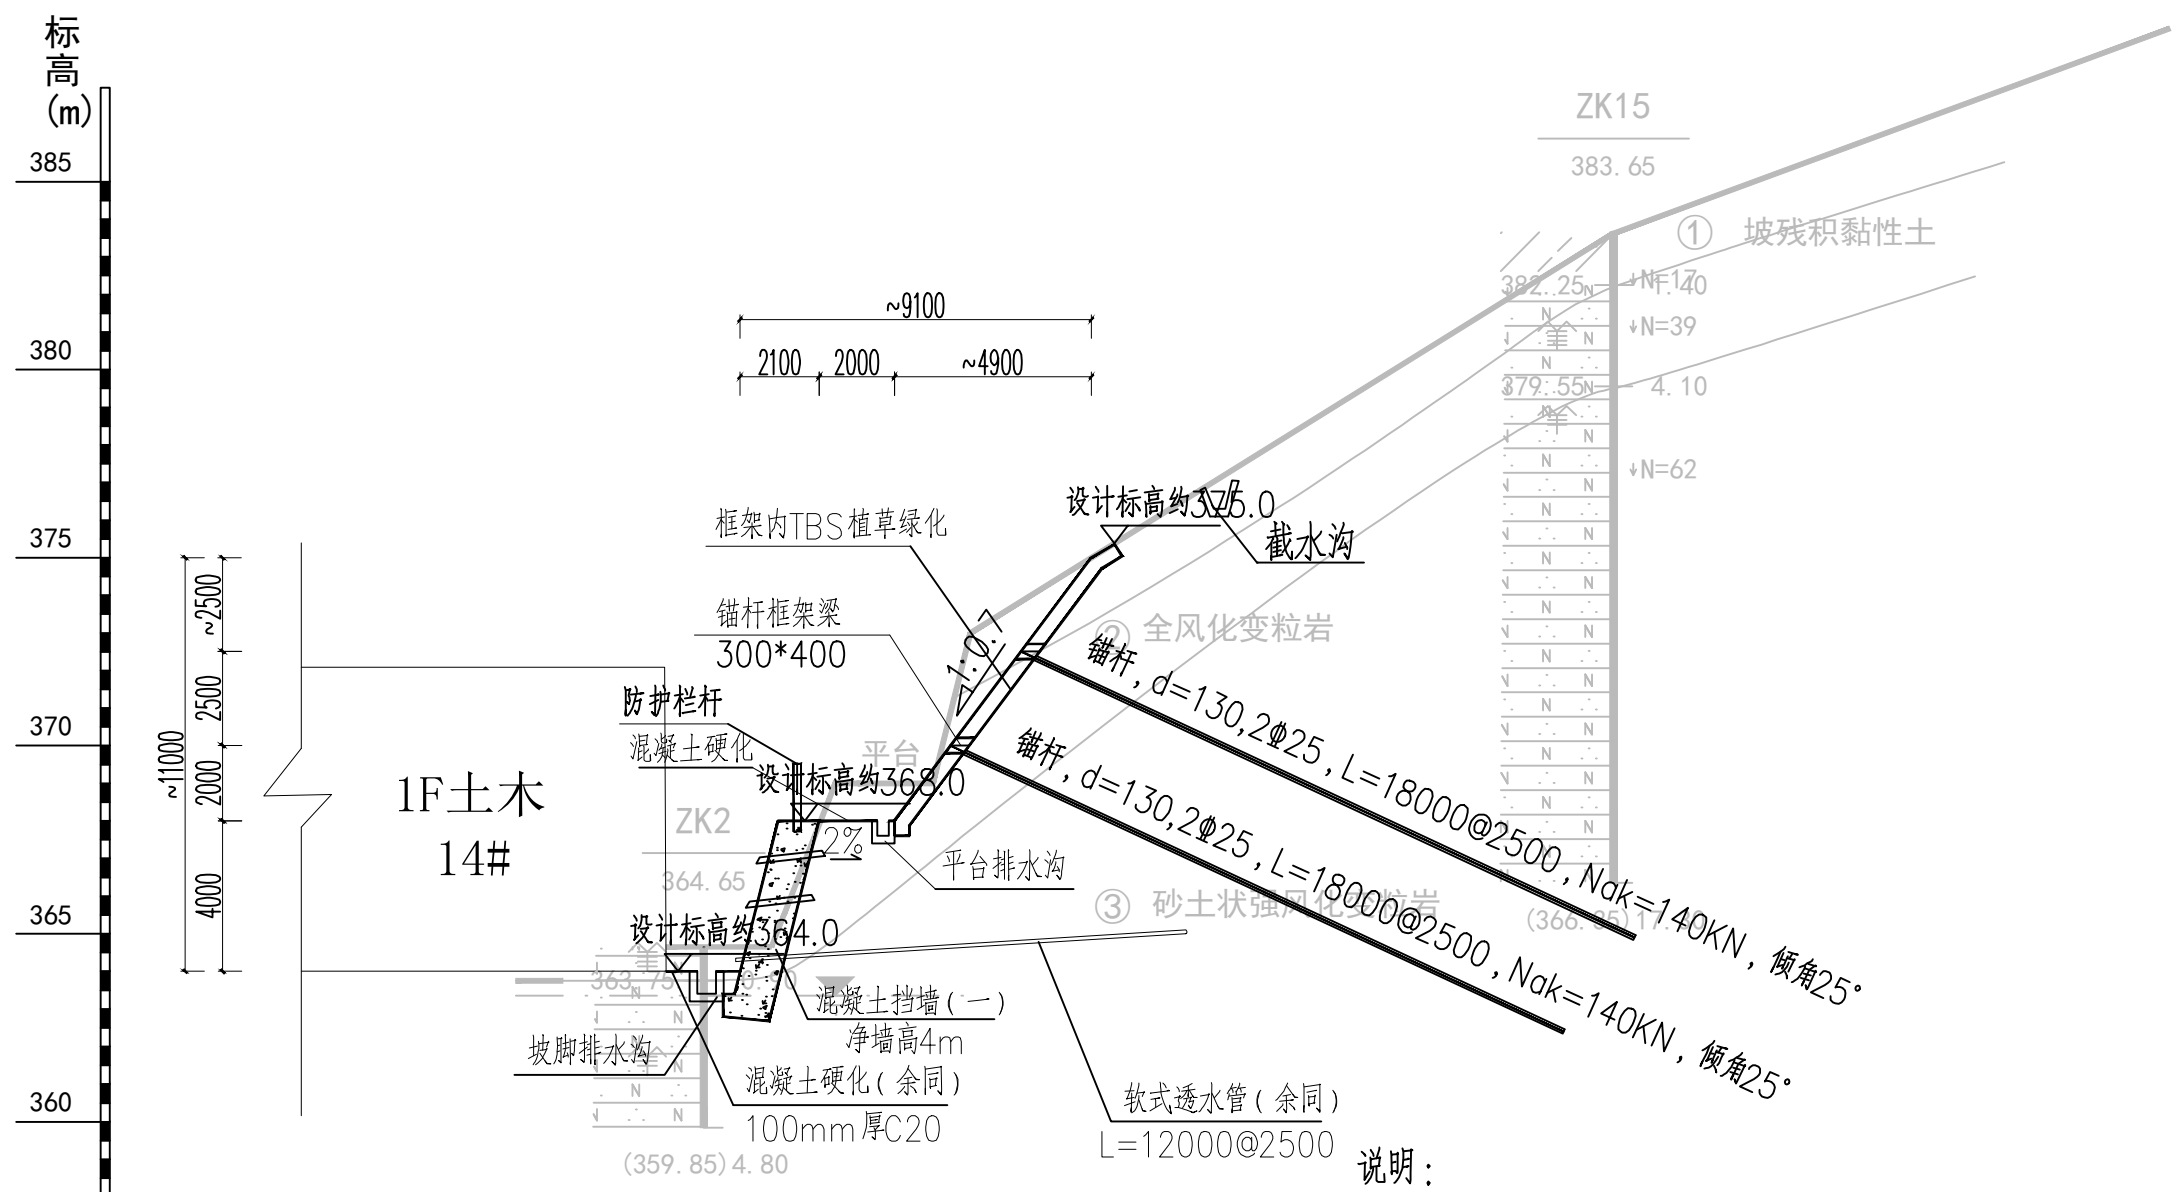 标
高
(m)
385
380
375
370
365
360
ZK15
383.65
① 坡残积黏性土
382.25
1.40
N=17
N=39
379.55
4.10
N=62
~9100
2100
2000
~4900
设计标高约375.0
截水沟
框架内TBS植草绿化
锚杆框架梁
300*400
1:0.7
② 全风化变粒岩
~2500
2500
2000
4000
~11000
防护栏杆
混凝土硬化
平台
设计标高约368.0
1F土木
14#
ZK2
364.65
2%
平台排水沟
锚杆,d=130,2Φ25,L=18000@2500,Nak=140KN,倾角25°
锚杆,d=130,2Φ25,L=18000@2500,Nak=140KN,倾角25°
③ 砂土状强风化变粒岩
设计标高约364.0
363.75
0.90
混凝土挡墙(一)
净墙高4m
坡脚排水沟
混凝土硬化(余同)
100mm厚C20
软式透水管(余同)
L=12000@2500
(359.85)4.80
说明: